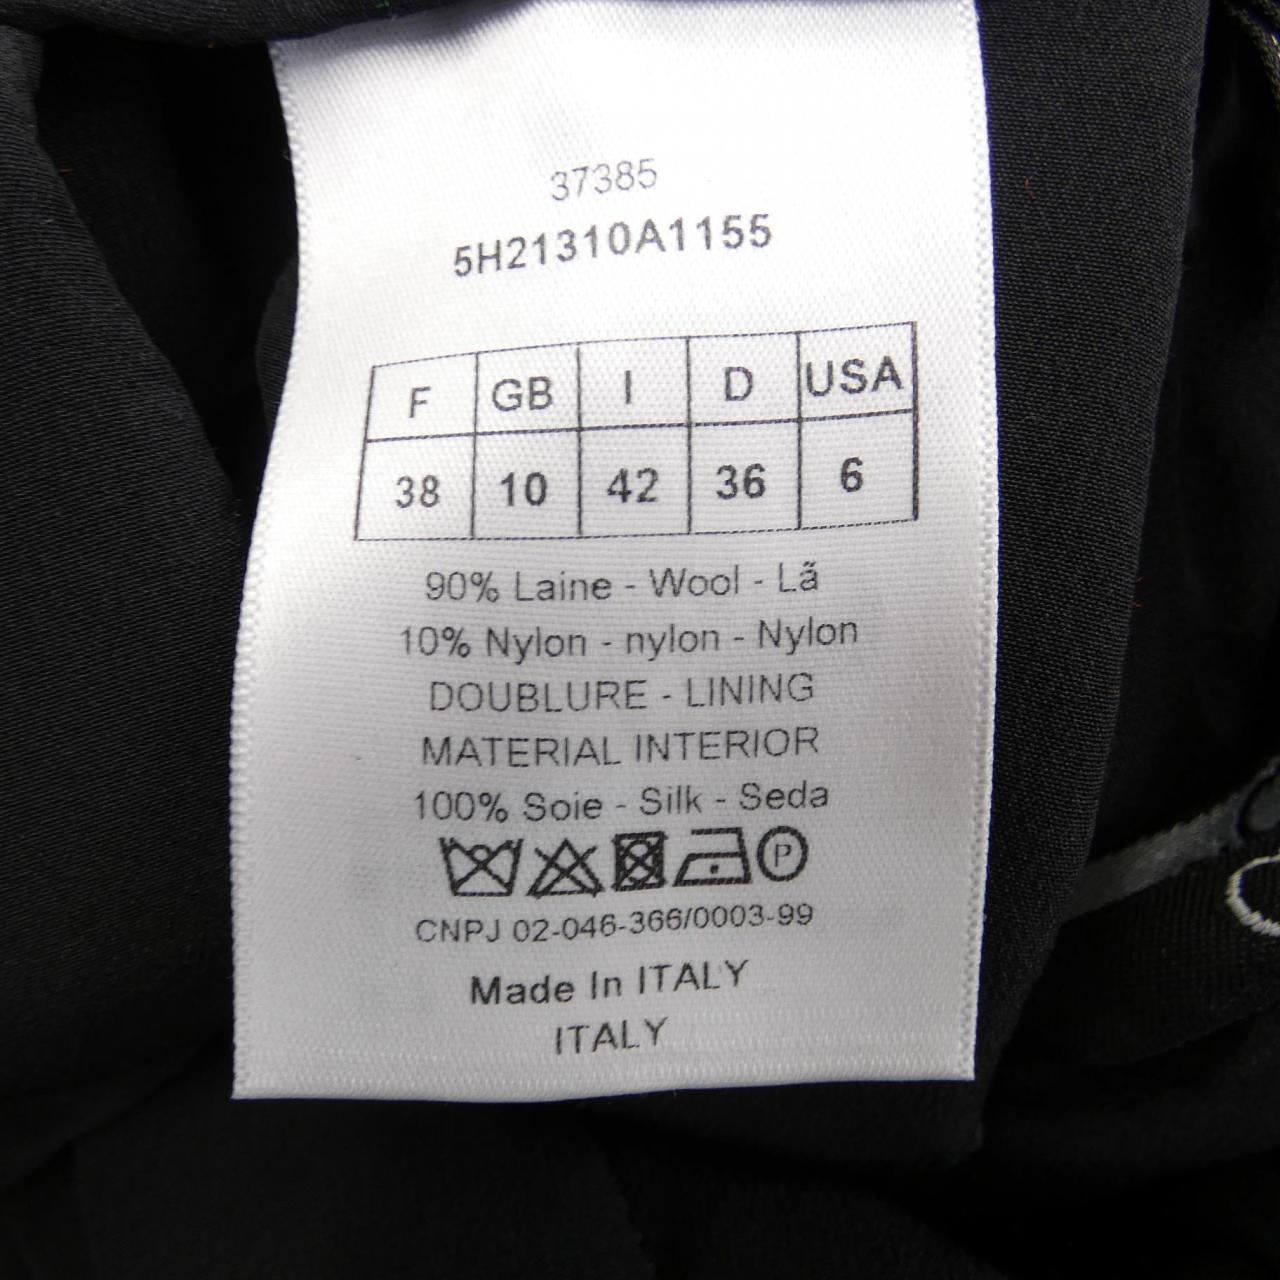 37385
5H21310A1155
F GB I D USA
38 10 42 36 6
90% Laine - Wool - Lã
10% Nylon - nylon - Nylon
DOUBLURE - LINING
MATERIAL INTERIOR
100% Soie - Silk - Seda
P
CNPJ 02-046-366/0003-99
Made In ITALY
ITALY